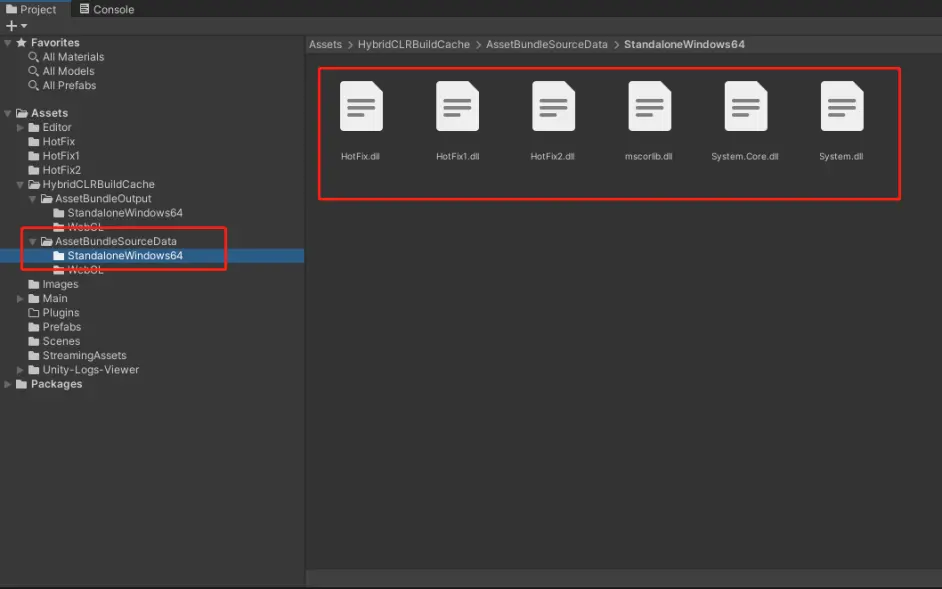 Project
Console
Favorites
All Materials
All Models
All Prefabs
Assets
Editor
HotFix
HotFix1
HotFix2
HybridCLRBuildCache
AssetBundleOutput
StandaloneWindows64
WebGL
AssetBundleSourceData
StandaloneWindows64
WebGL
Images
Main
Plugins
Prefabs
Scenes
StreamingAssets
Unity-Logs-Viewer
Packages
Assets > HybridCLRBuildCache > AssetBundleSourceData > StandaloneWindows64
HotFix.dll
HotFix1.dll
HotFix2.dll
mscorlib.dll
System.Core.dll
System.dll